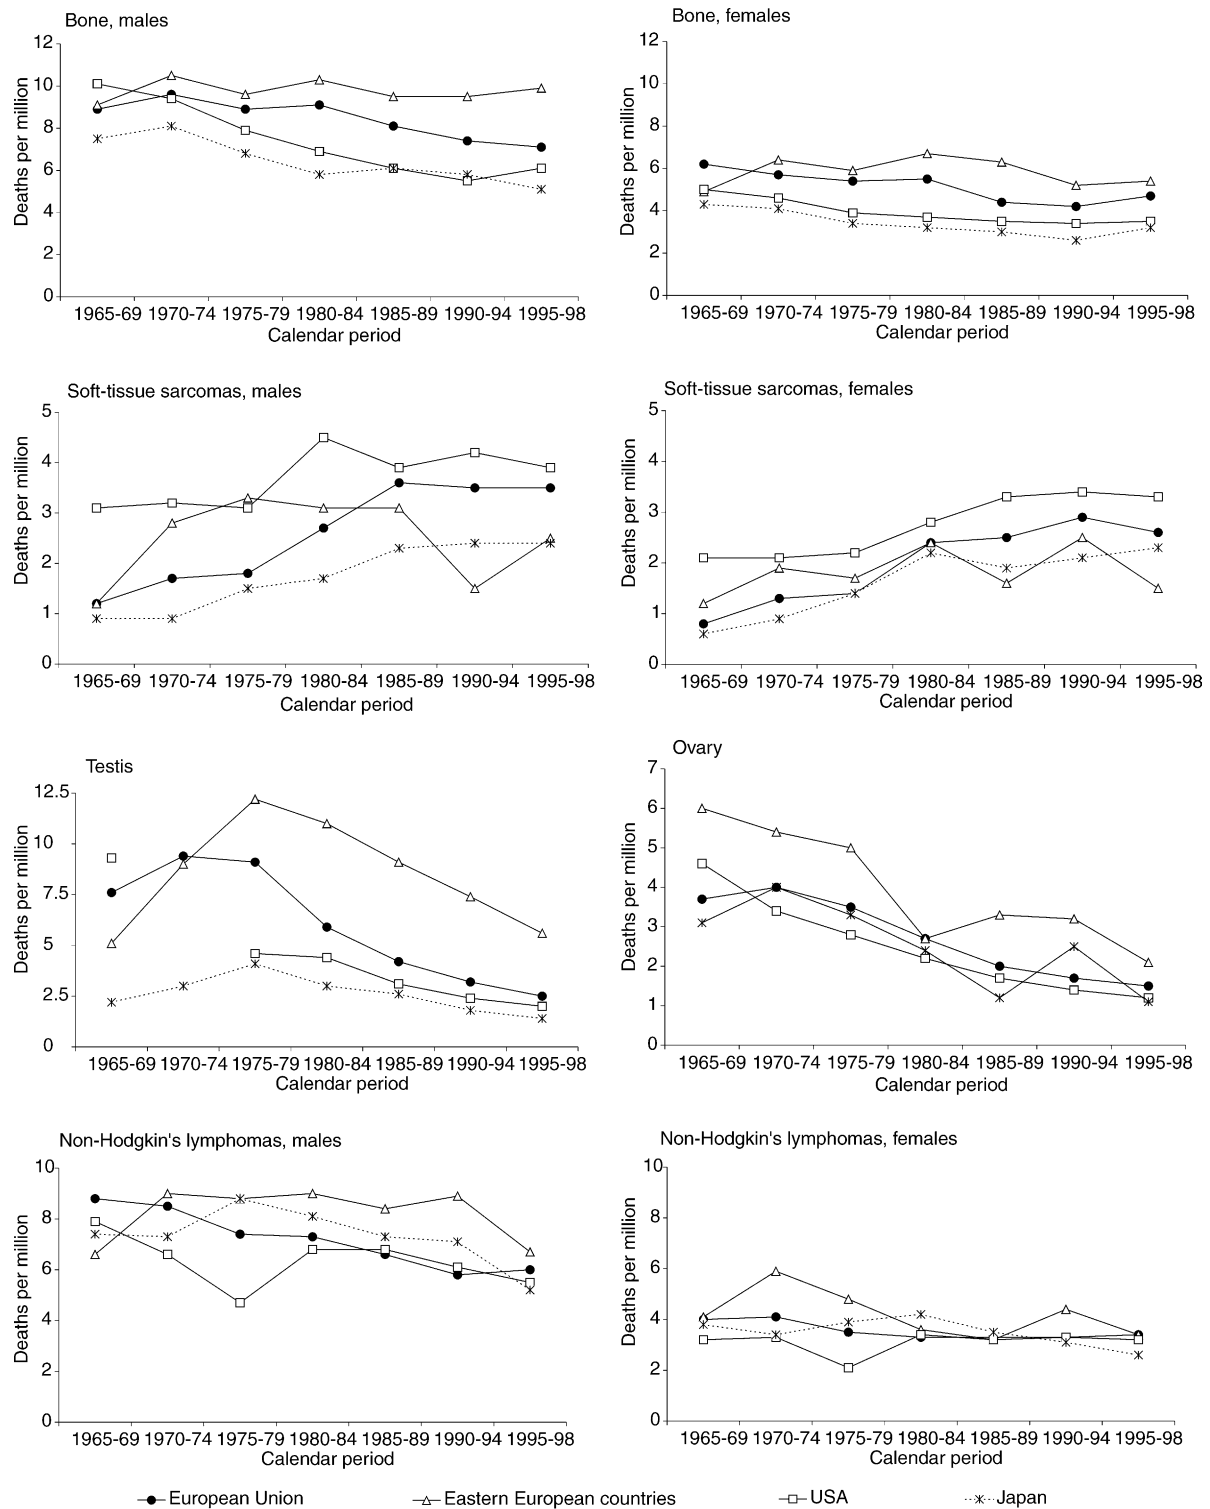 Bone, males
Deaths per million
12
10
8
6
4
2
0
1965-69 1970-74 1975-79 1980-84 1985-89 1990-94 1995-98
Calendar period
Bone, females
Deaths per million
12
10
8
6
4
2
0
1965-69 1970-74 1975-79 1980-84 1985-89 1990-94 1995-98
Calendar period
Soft-tissue sarcomas, males
Deaths per million
5
4
3
2
1
0
1965-69 1970-74 1975-79 1980-84 1985-89 1990-94 1995-98
Calendar period
Soft-tissue sarcomas, females
Deaths per million
5
4
3
2
1
0
1965-69 1970-74 1975-79 1980-84 1985-89 1990-94 1995-98
Calendar period
Testis
Deaths per million
12.5
10
7.5
5
2.5
0
1965-69 1970-74 1975-79 1980-84 1985-89 1990-94 1995-98
Calendar period
Ovary
Deaths per million
7
6
5
4
3
2
1
0
1965-69 1970-74 1975-79 1980-84 1985-89 1990-94 1995-98
Calendar period
Non-Hodgkin's lymphomas, males
Deaths per million
10
8
6
4
2
0
1965-69 1970-74 1975-79 1980-84 1985-89 1990-94 1995-98
Calendar period
Non-Hodgkin's lymphomas, females
Deaths per million
10
8
6
4
2
0
1965-69 1970-74 1975-79 1980-84 1985-89 1990-94 1995-98
Calendar period
European Union Eastern European countries USA Japan